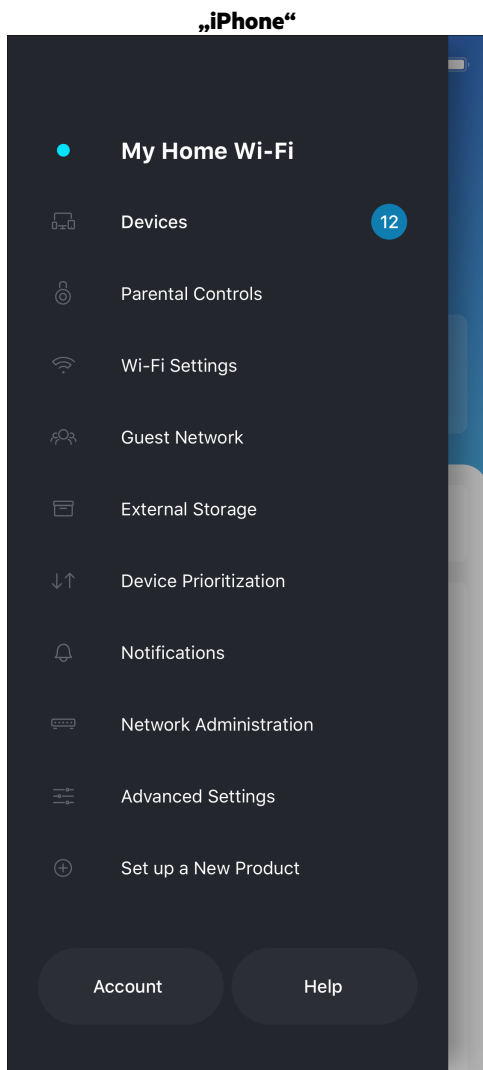 „iPhone“
My Home Wi-Fi
Devices 12
Parental Controls
Wi-Fi Settings
Guest Network
External Storage
Device Prioritization
Notifications
Network Administration
Advanced Settings
Set up a New Product
Account Help